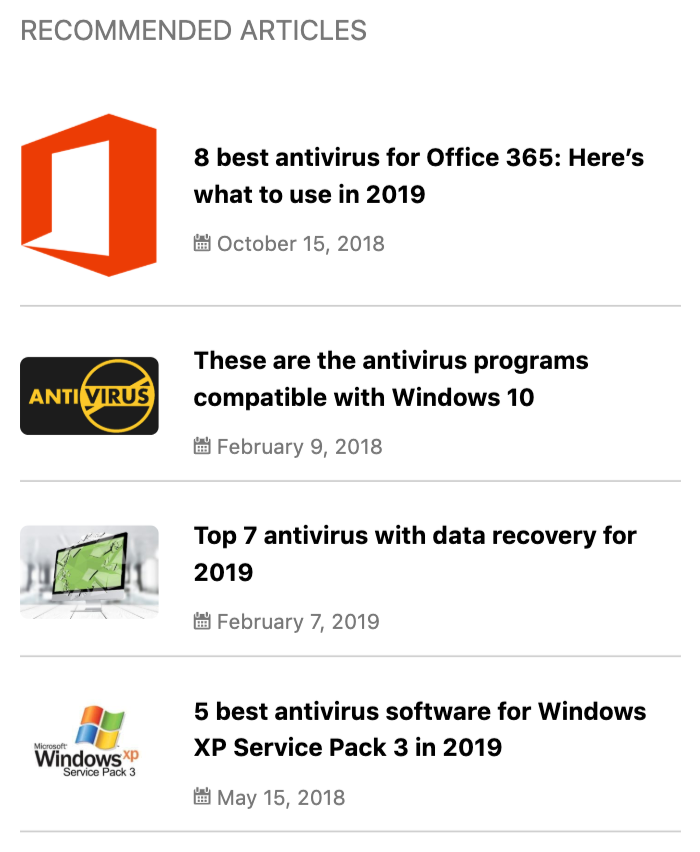 RECOMMENDED ARTICLES
8 best antivirus for Office 365: Here’s
what to use in 2019
October 15, 2018
ANTIVIRUS
These are the antivirus programs
compatible with Windows 10
February 9, 2018
Top 7 antivirus with data recovery for
2019
February 7, 2019
Microsoft
Windows xp
Service Pack 3
5 best antivirus software for Windows
XP Service Pack 3 in 2019
May 15, 2018